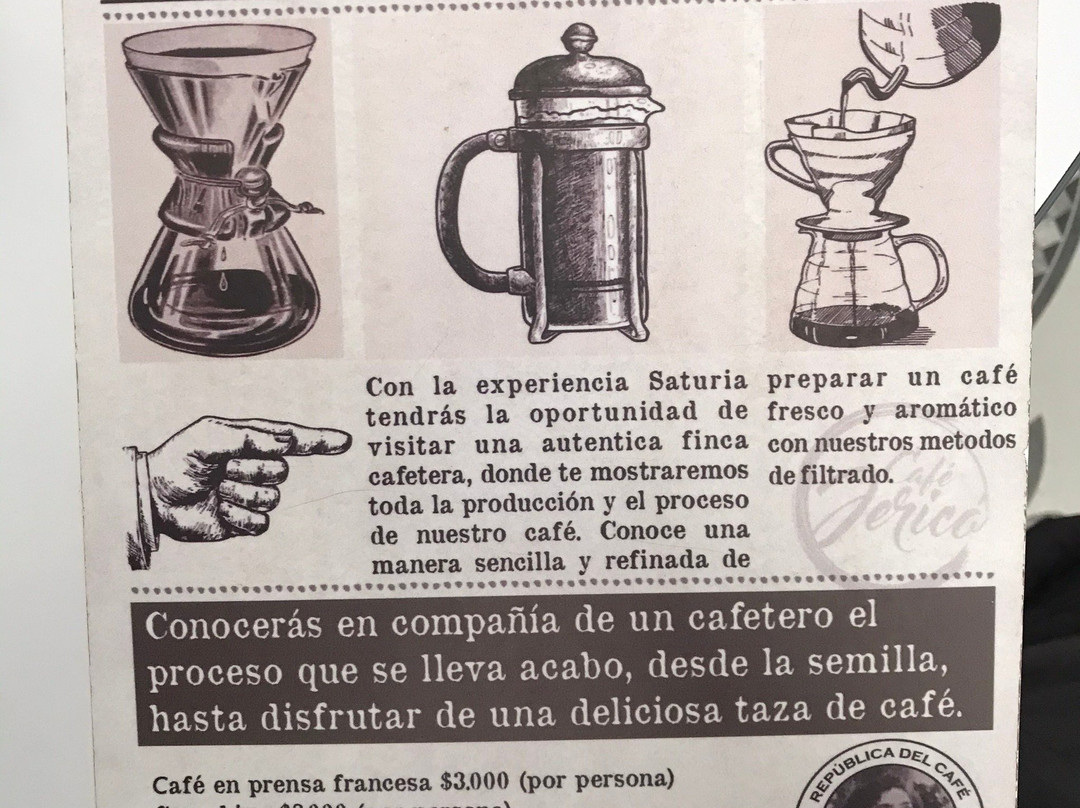 Con la experiencia Saturia
tendrás la oportunidad de
visitar una autentica finca
cafetera, donde te mostraremos
toda la producción y el proceso
de nuestro café. Conoce una
manera sencilla y refinada de
preparar un café
fresco y aromático
con nuestros metodos
de filtrado.
Café
Jerico
Conocerás en compañía de un cafetero el
proceso que se lleva acabo, desde la semilla,
hasta disfrutar de una deliciosa taza de café.
Café en prensa francesa $3.000 (por persona)
REPÚBLICA DEL CAFÉ